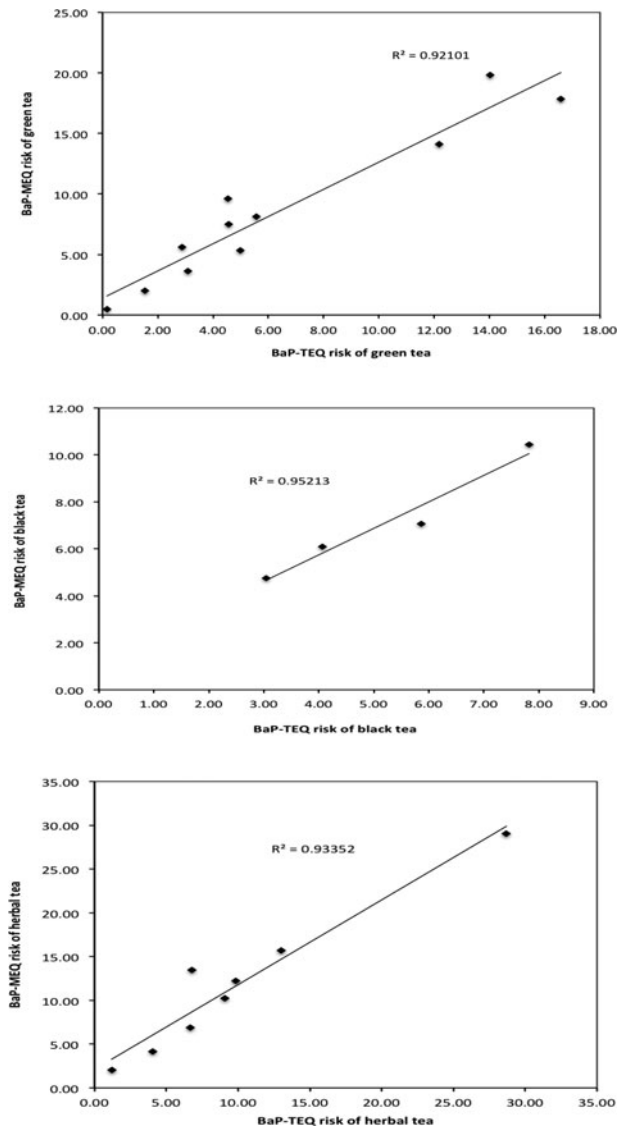 25.00
20.00
15.00
10.00
5.00
0.00
R² = 0.92101
BaP-MEQ risk of green tea
0.00 2.00 4.00 6.00 8.00 10.00 12.00 14.00 16.00 18.00
BaP-TEQ risk of green tea
12.00
10.00
8.00
6.00
4.00
2.00
0.00
R² = 0.95213
BaP-MEQ risk of black tea
0.00 1.00 2.00 3.00 4.00 5.00 6.00 7.00 8.00 9.00
BaP-TEQ risk of black tea
35.00
30.00
25.00
20.00
15.00
10.00
5.00
0.00
R² = 0.93352
BaP-MEQ risk of herbal tea
0.00 5.00 10.00 15.00 20.00 25.00 30.00 35.00
BaP-TEQ risk of herbal tea